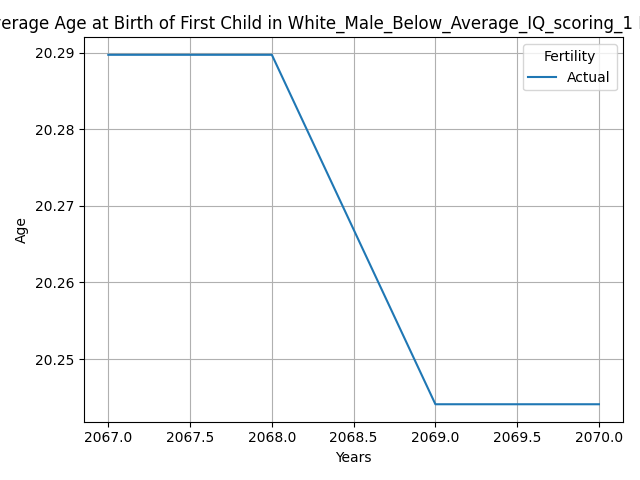 Average Age at Birth of First Child in White_Male_Below_Average_IQ_scoring_1
20.29
Fertility
Actual
20.28
20.27
Age
20.26
20.25
2067.0 2067.5 2068.0 2068.5 2069.0 2069.5 2070.0
Years